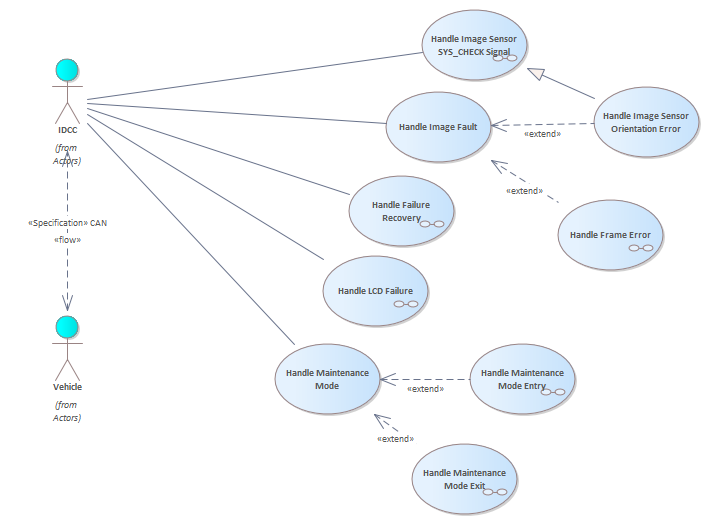 Handle Image Sensor
SYS_CHECK Signal
Handle Image Sensor
Orientation Error
Handle Image Fault
«extend»
IDCC
(from
Actors)
«extend»
Handle Failure
Recovery
«Specification» CAN
«flow»
Handle Frame Error
Handle LCD Failure
Vehicle
(from
Actors)
Handle Maintenance
Mode
«extend»
Handle Maintenance
Mode Entry
«extend»
Handle Maintenance
Mode Exit